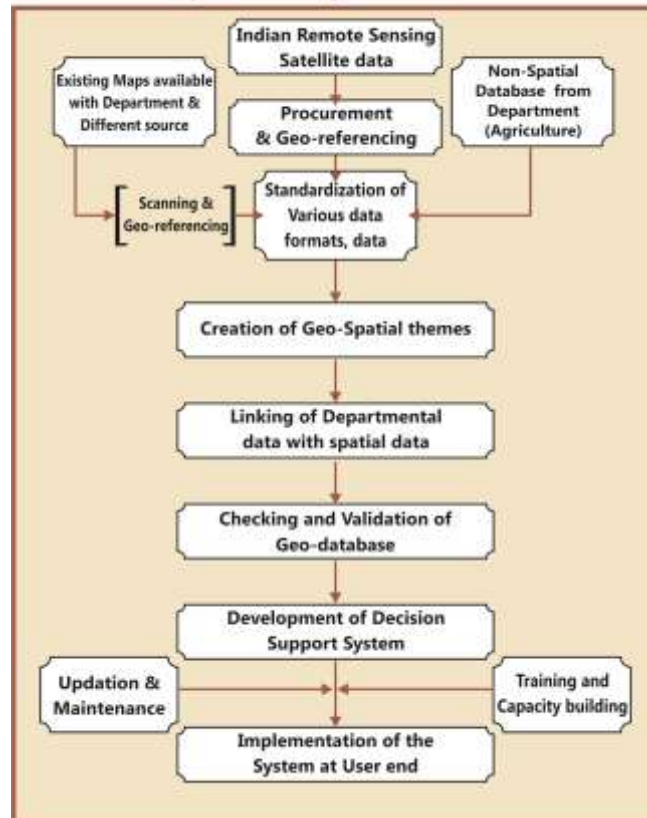 Indian Remote Sensing
Satellite data
Existing Maps available
with Department &
Different source
Non-Spatial
Database from
Department
(Agriculture)
Procurement
& Geo-referencing
Scanning &
Geo-referencing
Standardization of
Various data
formats, data
Creation of Geo-Spatial themes
Linking of Departmental
data with spatial data
Checking and Validation of
Geo-database
Development of Decision
Support System
Updation &
Maintenance
Training and
Capacity building
Implementation of the
System at User end